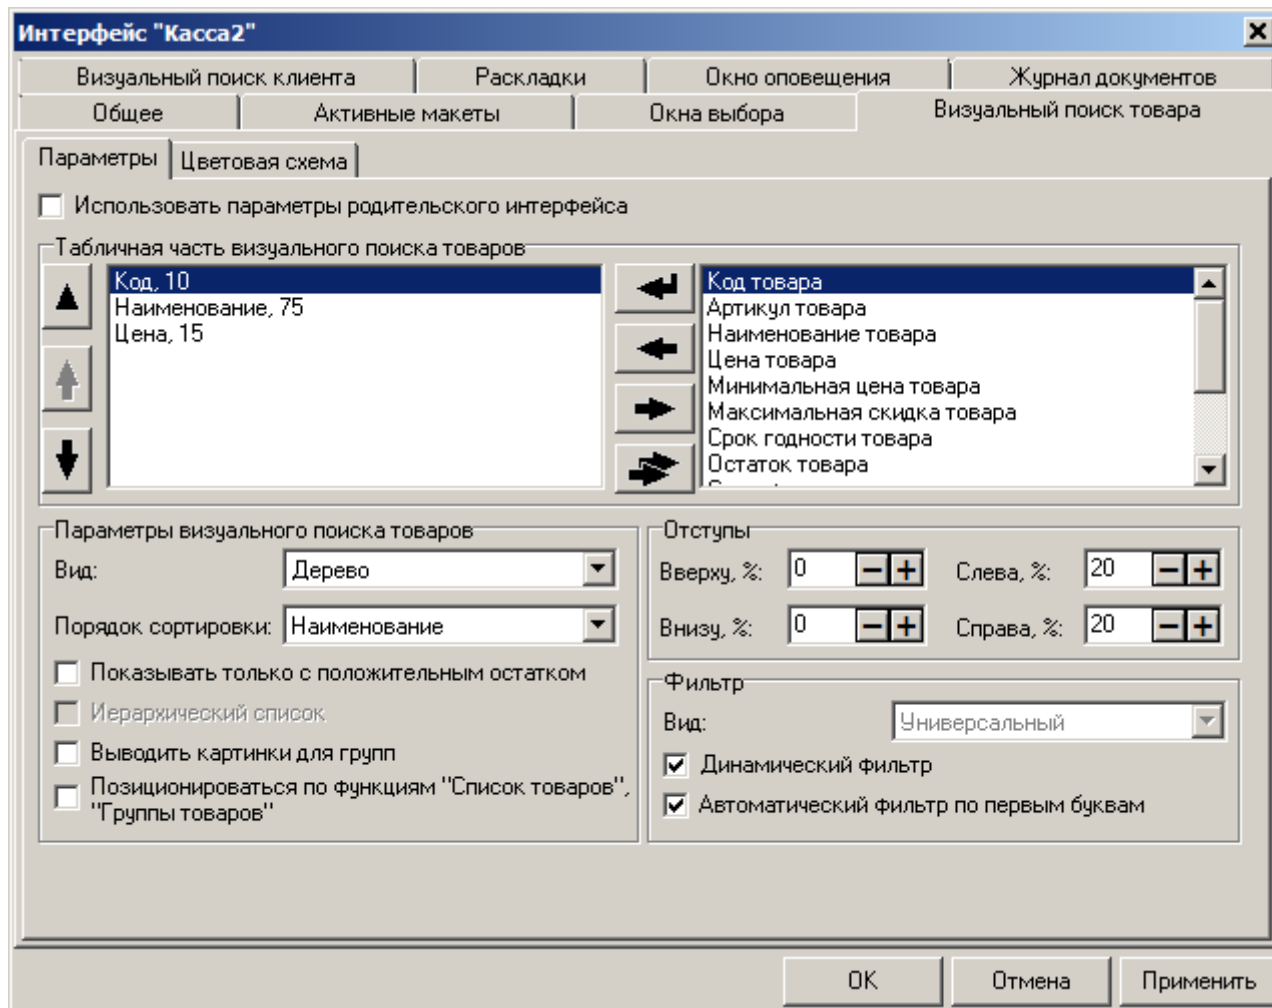 Интерфейс "Касса2"
Визуальный поиск клиента
Раскладки
Окно оповещения
Журнал документов
Общее
Активные макеты
Окна выбора
Визуальный поиск товара
Параметры
Цветовая схема
Использовать параметры родительского интерфейса
Табличная часть визуального поиска товаров
Код, 10
Наименование, 75
Цена, 15
Код товара
Артикул товара
Наименование товара
Цена товара
Минимальная цена товара
Максимальная скидка товара
Срок годности товара
Остаток товара
Параметры визуального поиска товаров
Вид: Дерево
Порядок сортировки: Наименование
Показывать только с положительным остатком
Иерархический список
Выводить картинки для групп
Позиционироваться по функциям "Список товаров",
"Группы товаров"
Отступы
Вверху, %: 0
Слева, %: 20
Внизу, %: 0
Справа, %: 20
Фильтр
Вид: Универсальный
Динамический фильтр
Автоматический фильтр по первым буквам
OK
Отмена
Применить